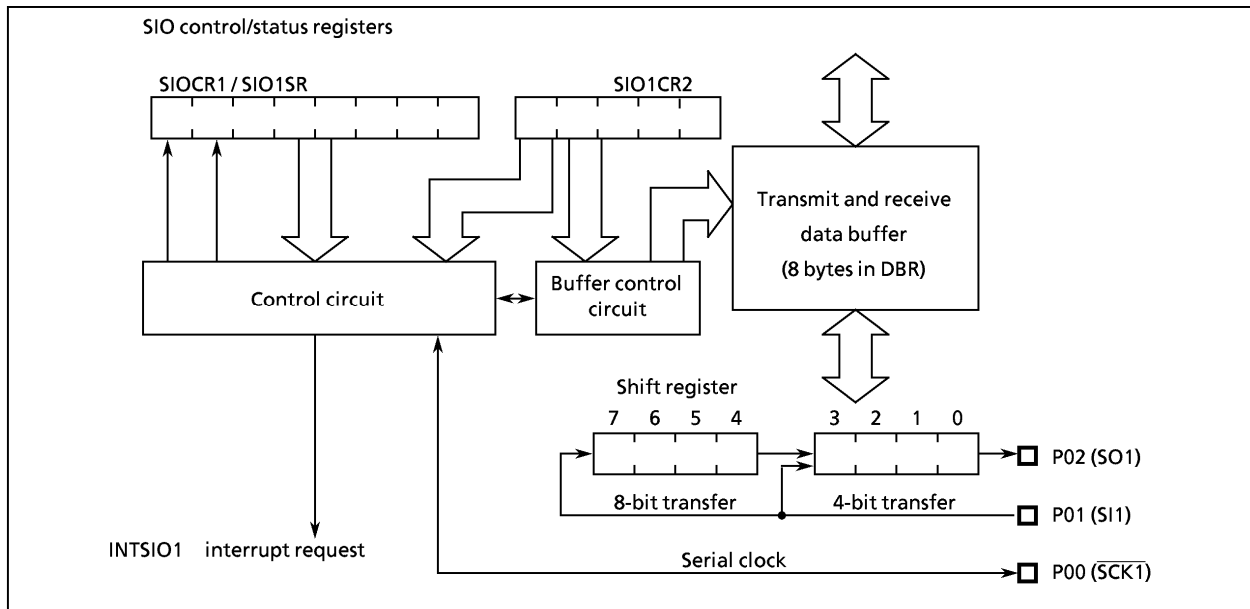 SIO control/status registers
SIOCR1 / SIO1SR
SIO1CR2
Transmit and receive
data buffer
(8 bytes in DBR)
Control circuit
Buffer control
circuit
Shift register
7 6 5 4 3 2 1 0
P02 (SO1)
8-bit transfer
4-bit transfer
P01 (SI1)
INTSIO1 interrupt request
Serial clock
P00 (S̅C̅K̅1̅)